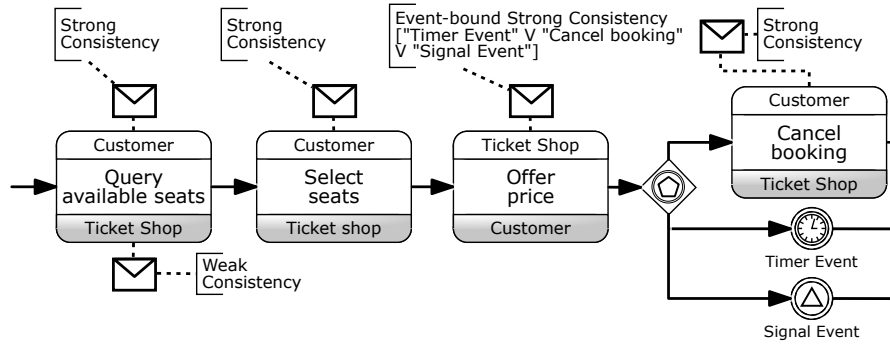 Strong
Consistency
Strong
Consistency
Event-bound Strong Consistency
["Timer Event" V "Cancel booking"
V "Signal Event"]
Strong
Consistency
Customer
Query
available seats
Ticket Shop
Weak
Consistency
Customer
Select
seats
Ticket shop
Ticket Shop
Offer
price
Customer
Customer
Cancel
booking
Ticket Shop
Timer Event
Signal Event